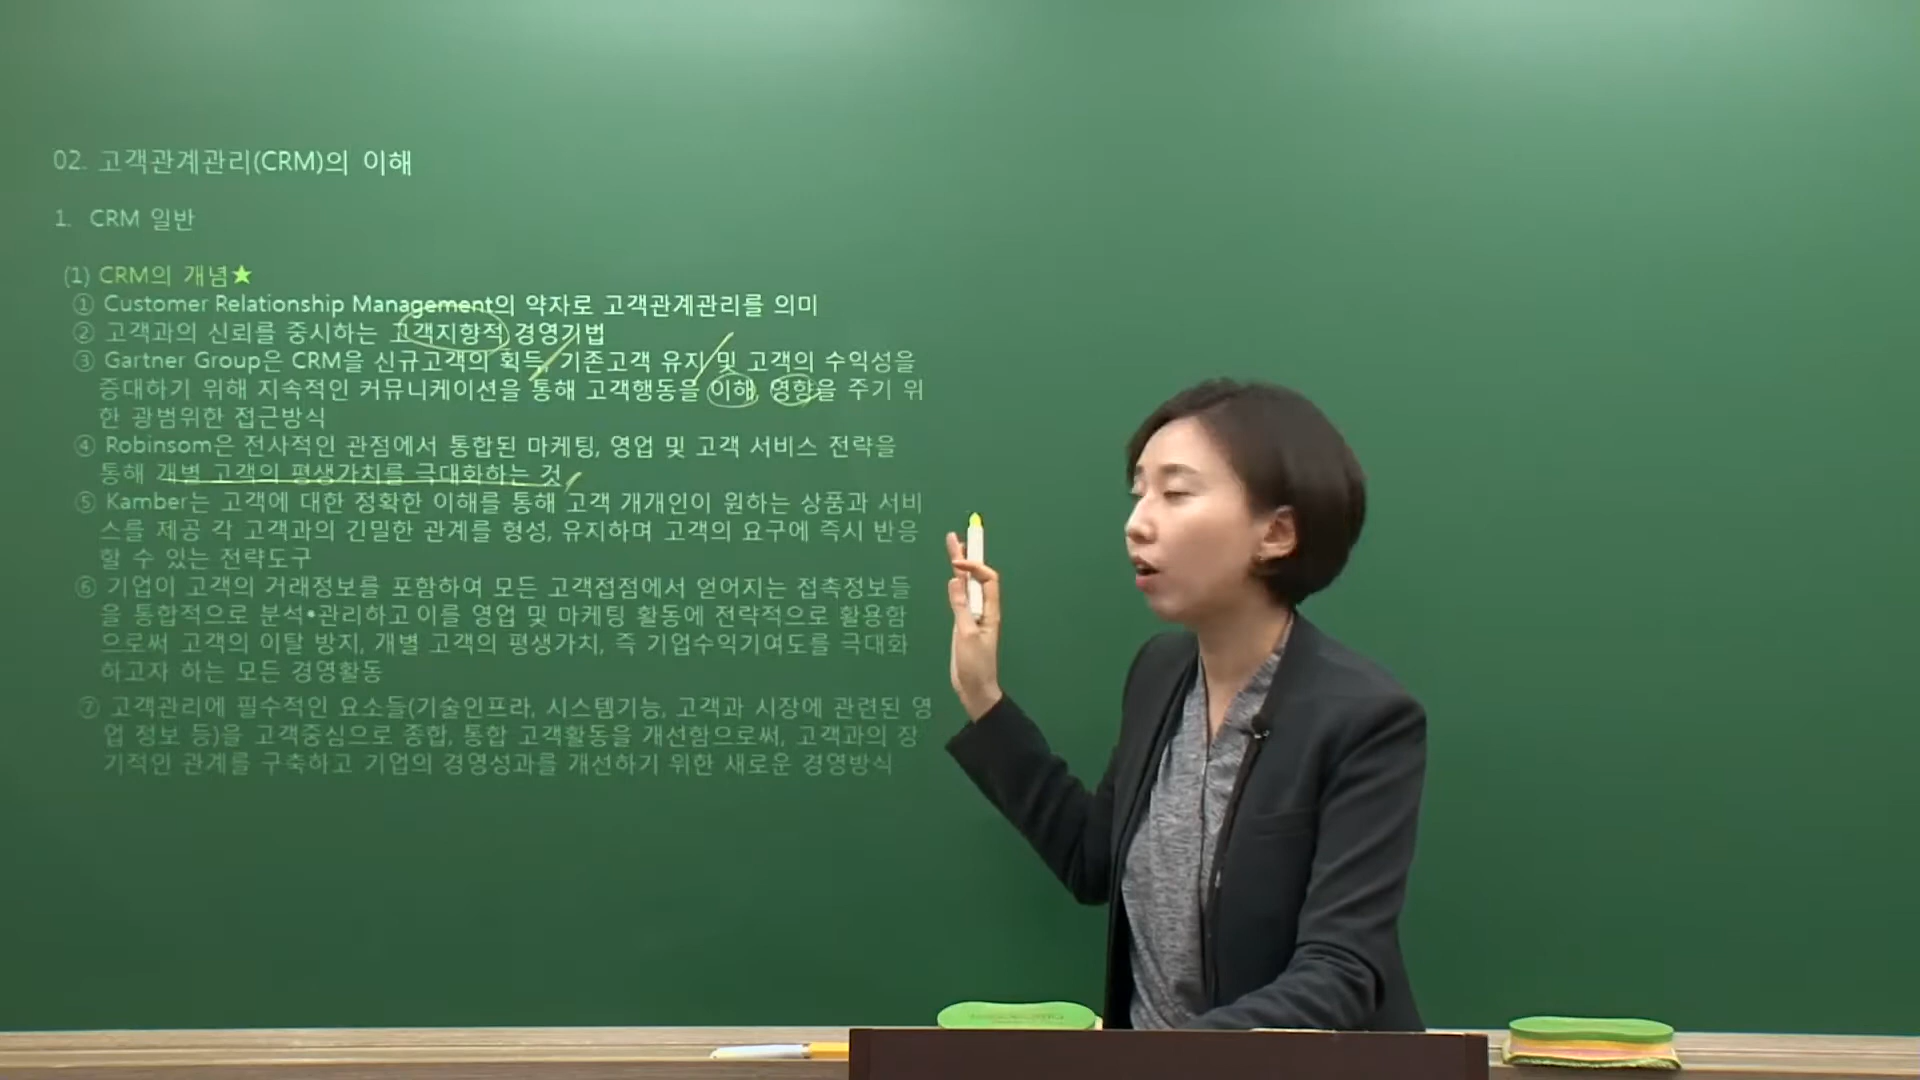 02. 고객관계관리(CRM)의 이해
1. CRM 일반
(1) CRM의 개념★
① Customer Relationship Management의 약자로 고객관계관리를 의미
② 고객과의 신뢰를 중시하는 고객지향적 경영기법
③ Gartner Group은 CRM을 신규고객의 획득, 기존고객 유지 및 고객의 수익성을
증대하기 위해 지속적인 커뮤니케이션을 통해 고객행동을 이해, 영향을 주기 위
한 광범위한 접근방식
④ Robinsom은 전사적인 관점에서 통합된 마케팅, 영업 및 고객 서비스 전략을
통해 개별 고객의 평생가치를 극대화하는 것
⑤ Kamber는 고객에 대한 정확한 이해를 통해 고객 개개인이 원하는 상품과 서비
스를 제공 각 고객과의 긴밀한 관계를 형성, 유지하며 고객의 요구에 즉시 반응
할 수 있는 전략도구
⑥ 기업이 고객의 거래정보를 포함하여 모든 고객접점에서 얻어지는 접촉정보들
을 통합적으로 분석•관리하고 이를 영업 및 마케팅 활동에 전략적으로 활용함
으로써 고객의 이탈 방지, 개별 고객의 평생가치, 즉 기업수익기여도를 극대화
하고자 하는 모든 경영활동
⑦ 고객관리에 필수적인 요소들(기술인프라, 시스템기능, 고객과 시장에 관련된 영
업 정보 등)을 고객중심으로 종합, 통합 고객활동을 개선함으로써, 고객과의 장
기적인 관계를 구축하고 기업의 경영성과를 개선하기 위한 새로운 경영방식